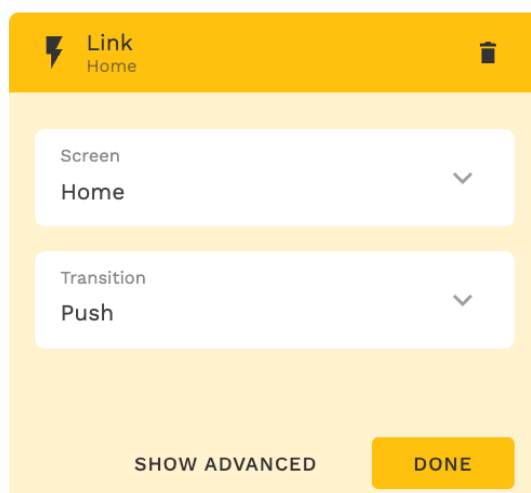 Link
Home
Screen
Home
Transition
Push
SHOW ADVANCED
DONE